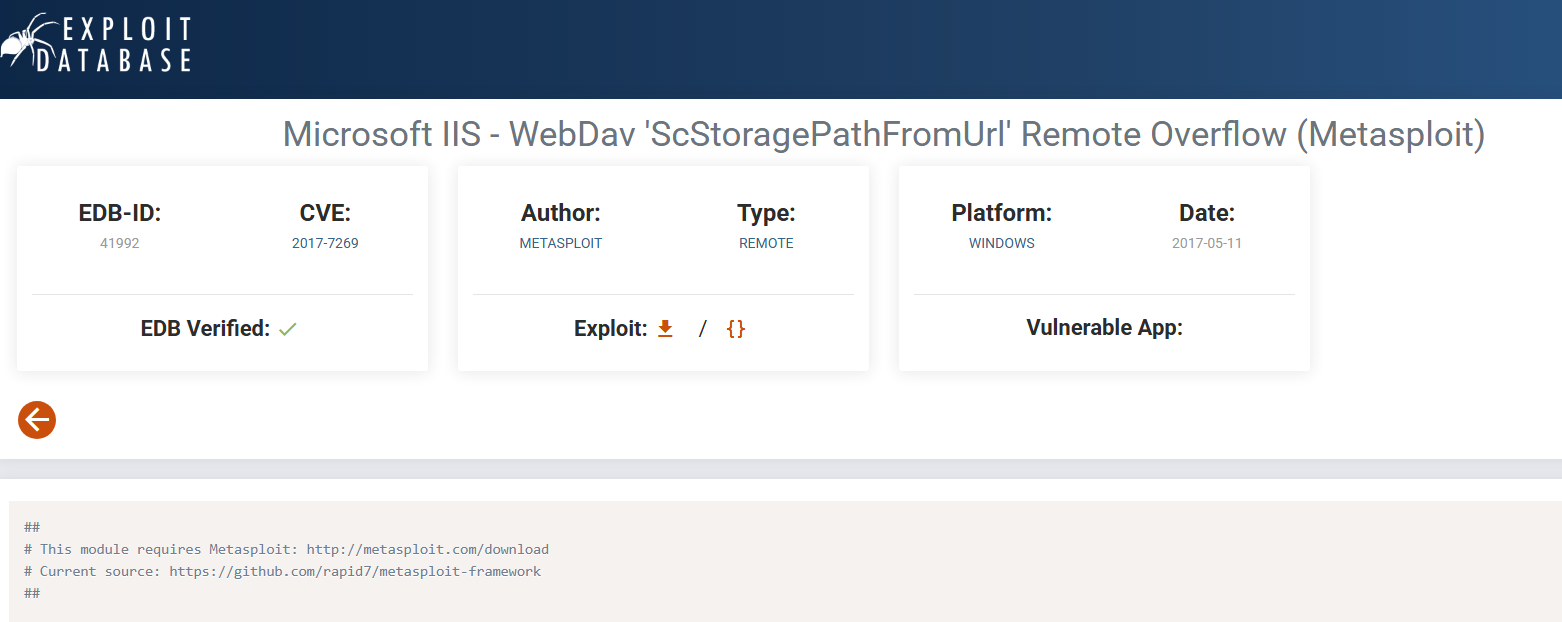 EXPLOIT
DATABASE
Microsoft IIS - WebDav 'ScStoragePathFromUrl' Remote Overflow (Metasploit)
EDB-ID:
41992
CVE:
2017-7269
EDB Verified:
Author:
METASPLOIT
Type:
REMOTE
Exploit: / {}
Platform:
WINDOWS
Date:
2017-05-11
Vulnerable App:
##
# This module requires Metasploit: http://metasploit.com/download
# Current source: https://github.com/rapid7/metasploit-framework
##